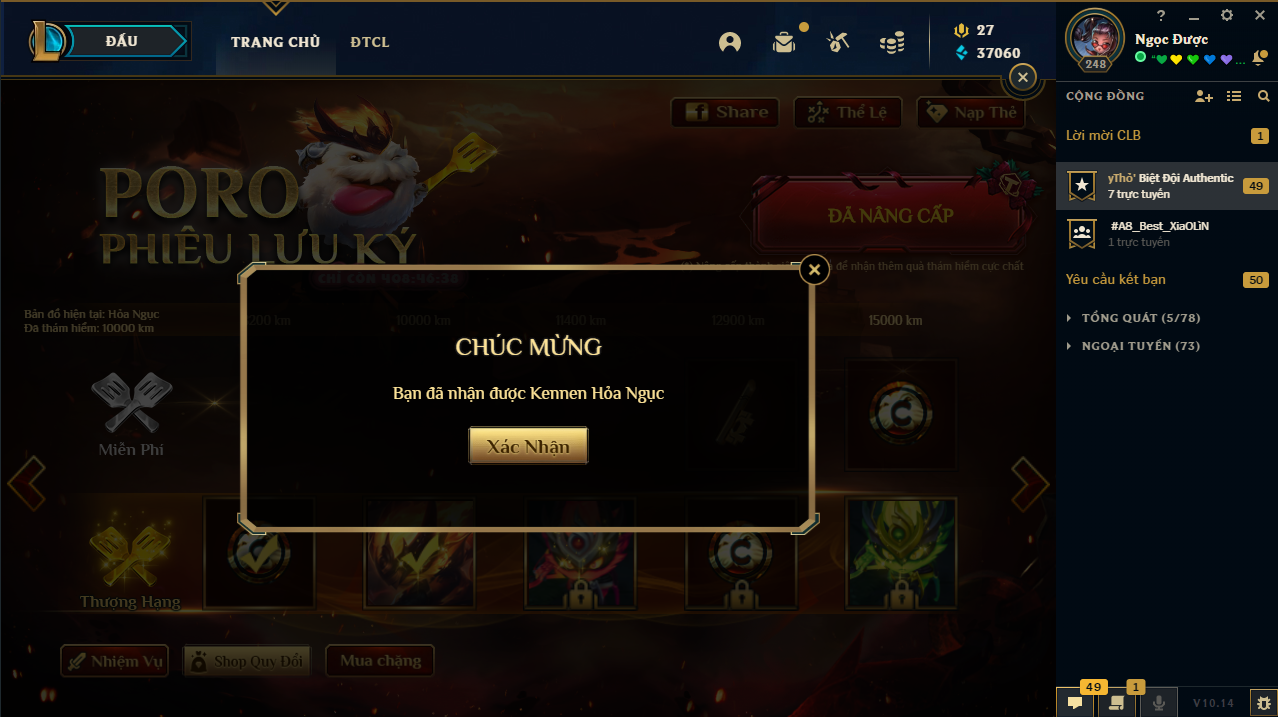 ĐẤU
TRANG CHỦ
ĐTCL
27
37060
248
Ngọc Được
CỘNG ĐỒNG
Lời mời CLB
1
yThỏ' Biệt Đội Authentic
7 trực tuyến
49
#A8_Best_XiaOLìN
1 trực tuyến
Yêu cầu kết bạn
50
TỔNG QUÁT (5/78)
NGOẠI TUYẾN (73)
Share
Thể Lệ
Nạp Thẻ
PORO
PHIÊU LƯU KÝ
ĐÃ NÂNG CẤP
để nhận thêm quà thám hiểm cực chất
CHỈ CÒN 408:46:38
Bản đồ hiện tại: Hỏa Ngục
Đã thám hiểm: 10000 km
200 km
10000 km
11400 km
12900 km
15000 km
CHÚC MỪNG
Bạn đã nhận được Kennen Hỏa Ngục
Xác Nhận
Miễn Phí
Thượng Hạng
Nhiệm Vụ
Shop Quy Đổi
Mua chặng
49
1
V10.14